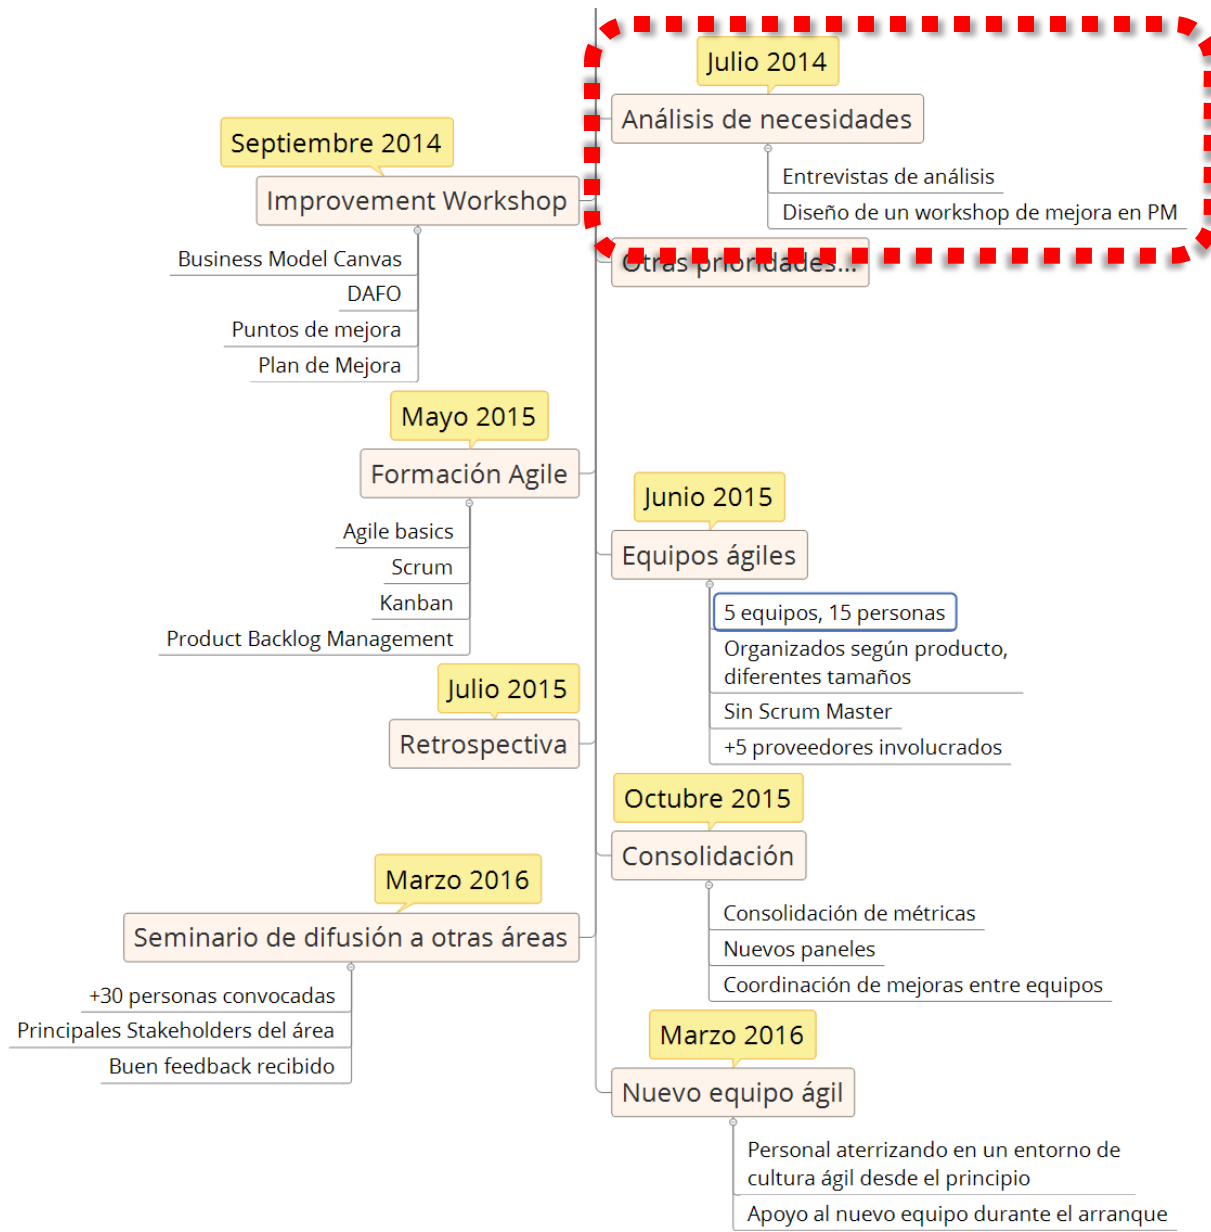 Julio 2014
Análisis de necesidades
Entrevistas de análisis
Diseño de un workshop de mejora en PM
Septiembre 2014
Improvement Workshop
Business Model Canvas
DAFO
Puntos de mejora
Plan de Mejora
Otras prioridades...
Mayo 2015
Formación Agile
Agile basics
Scrum
Kanban
Product Backlog Management
Junio 2015
Equipos ágiles
5 equipos, 15 personas
Organizados según producto,
diferentes tamaños
Sin Scrum Master
+5 proveedores involucrados
Julio 2015
Retrospectiva
Octubre 2015
Consolidación
Consolidación de métricas
Nuevos paneles
Coordinación de mejoras entre equipos
Marzo 2016
Seminario de difusión a otras áreas
+30 personas convocadas
Principales Stakeholders del área
Buen feedback recibido
Marzo 2016
Nuevo equipo ágil
Personal aterrizando en un entorno de
cultura ágil desde el principio
Apoyo al nuevo equipo durante el arranque